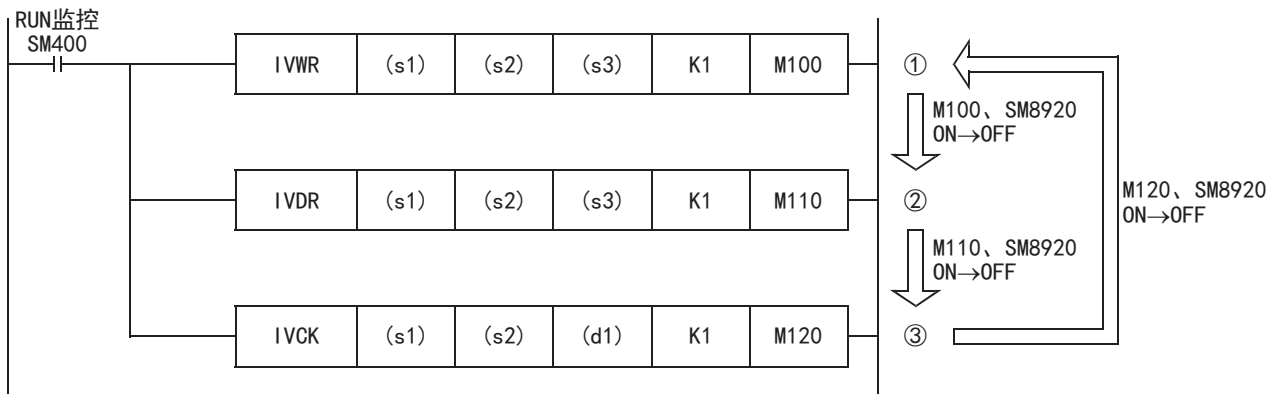 RUN监控
SM400
IVWR (s1) (s2) (s3) K1 M100
①
M100、SM8920
ON→OFF
IVDR (s1) (s2) (s3) K1 M110
②
M120、SM8920
ON→OFF
M110、SM8920
ON→OFF
IVCK (s1) (s2) (d1) K1 M120
③